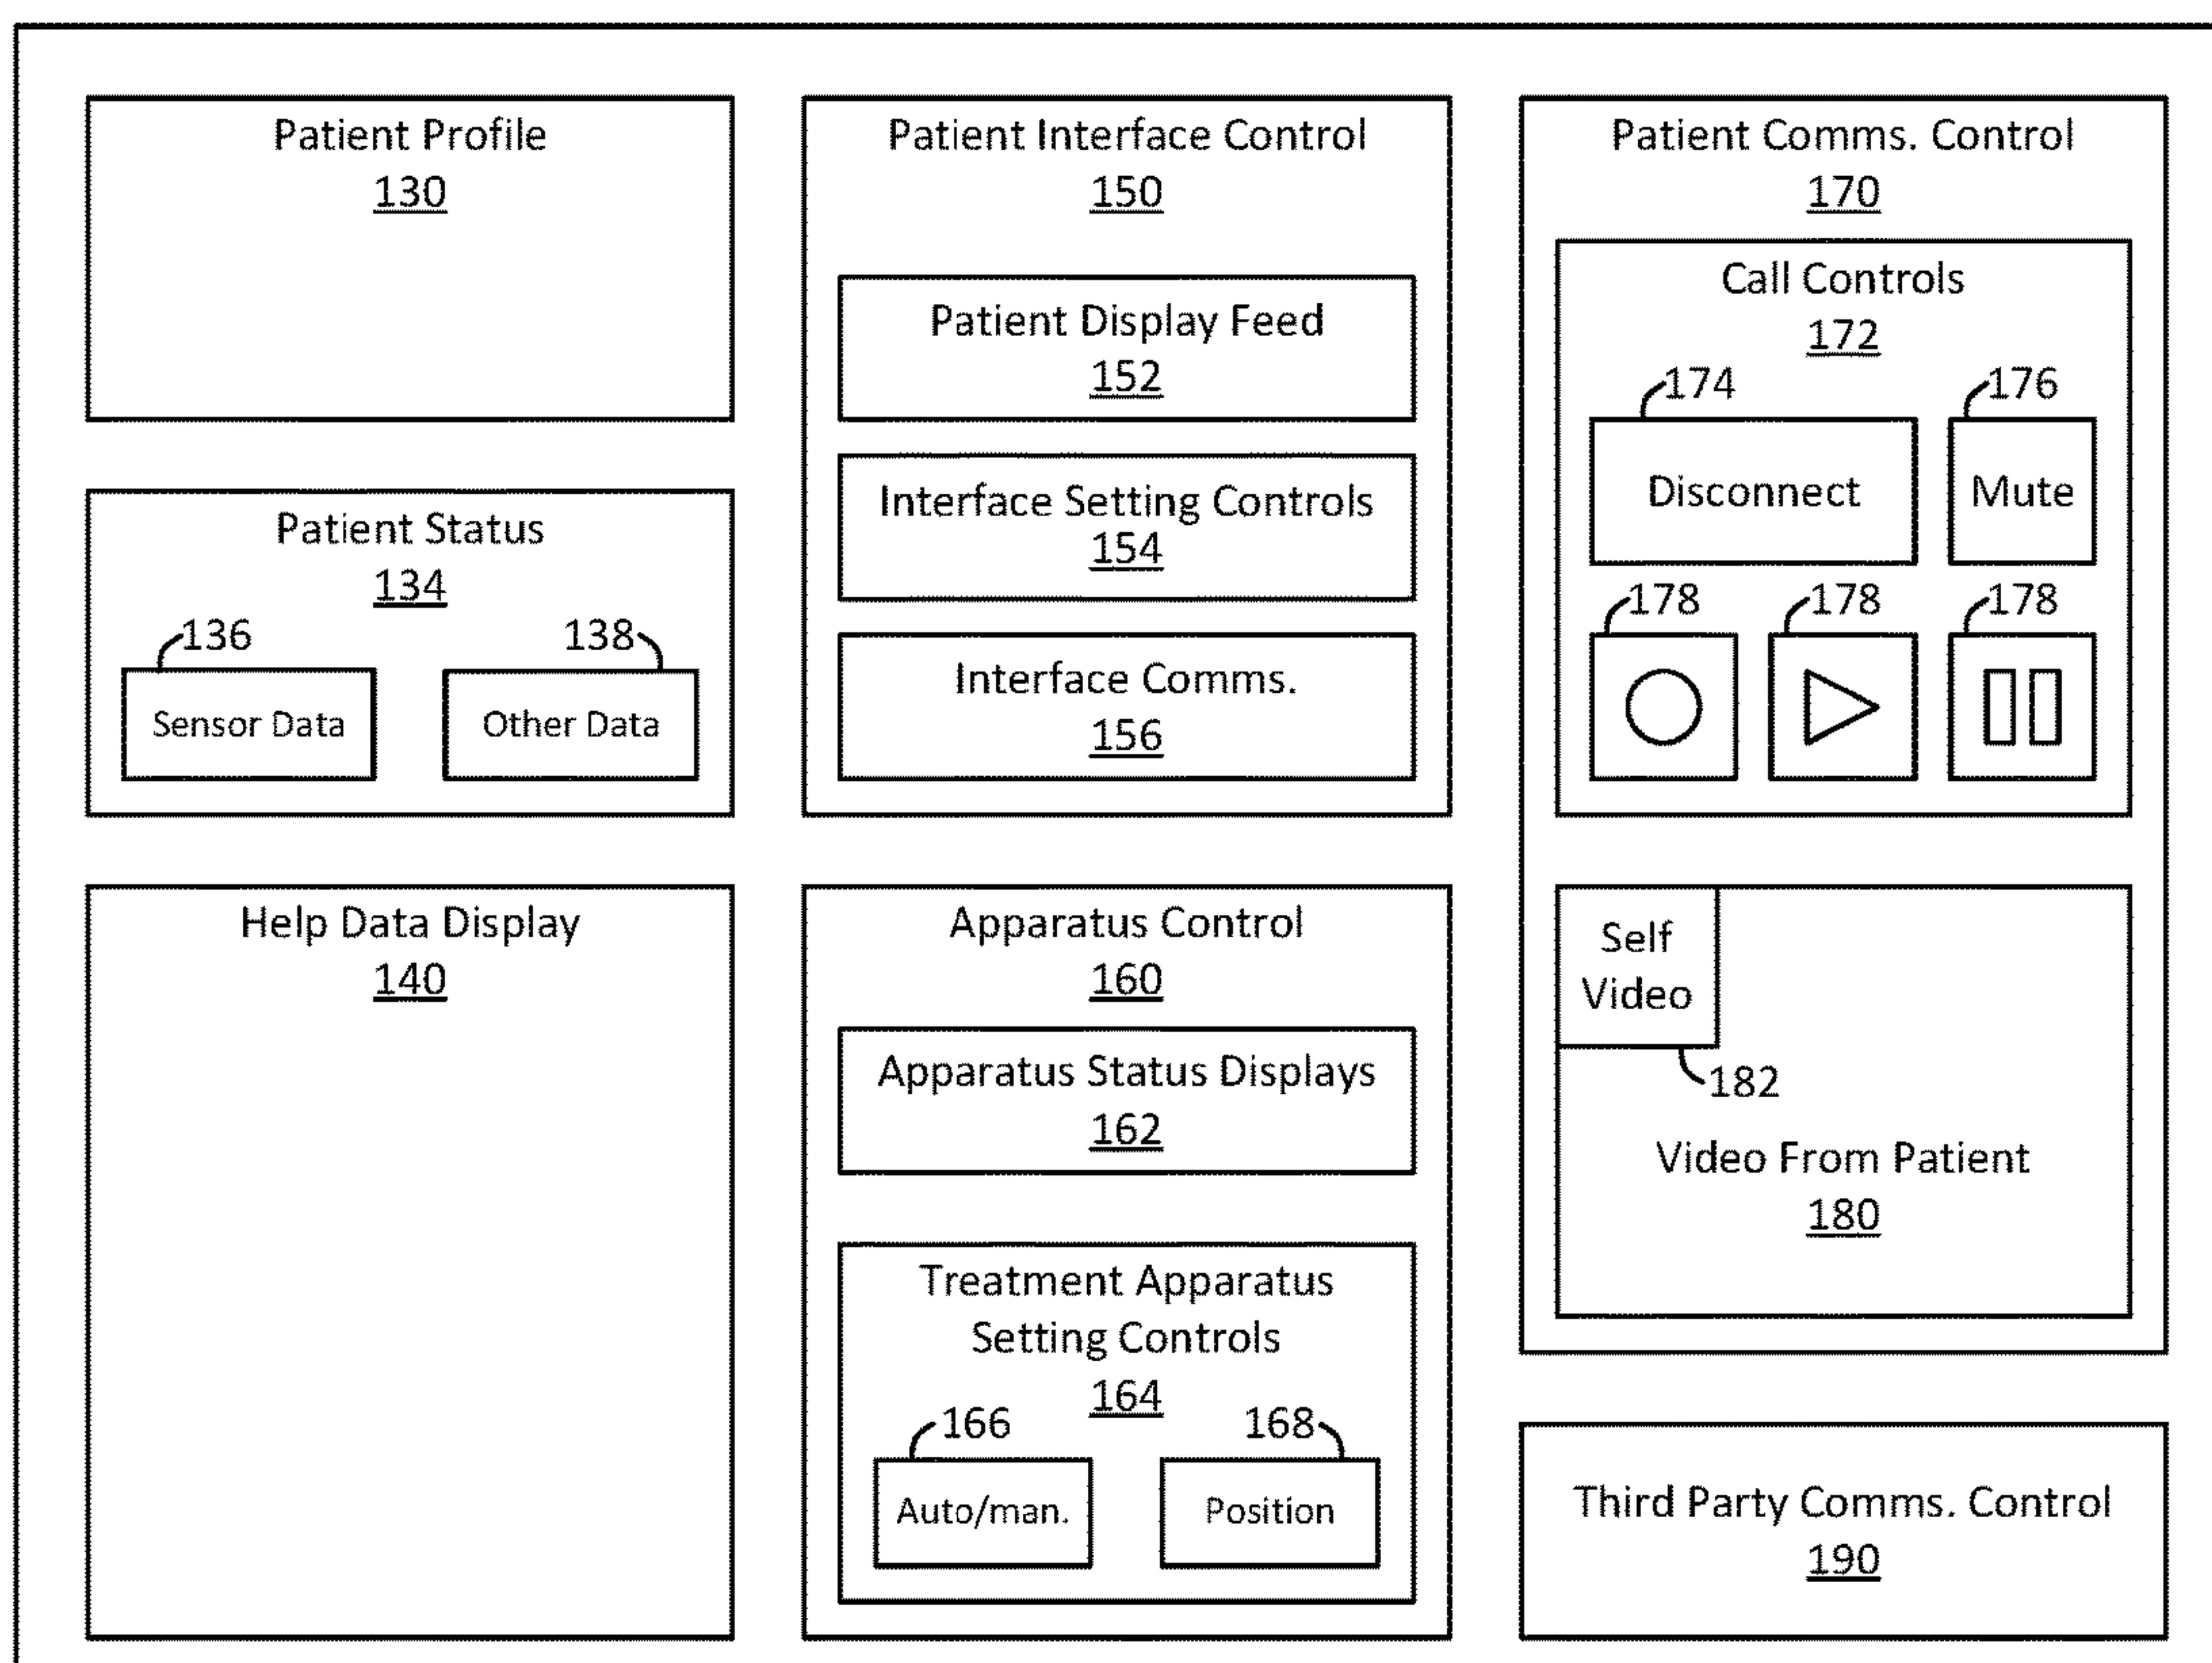 Patient Profile
130
Patient Status
134
136
138
Sensor Data
Other Data
Help Data Display
140
Patient Interface Control
150
Patient Display Feed
152
Interface Setting Controls
154
Interface Comms.
156
Apparatus Control
160
Apparatus Status Displays
162
Treatment Apparatus
Setting Controls
164
166
168
Auto/man.
Position
Patient Comms. Control
170
Call Controls
172
174
176
Disconnect
Mute
178
178
178
Self
Video
182
Video From Patient
180
Third Party Comms. Control
190